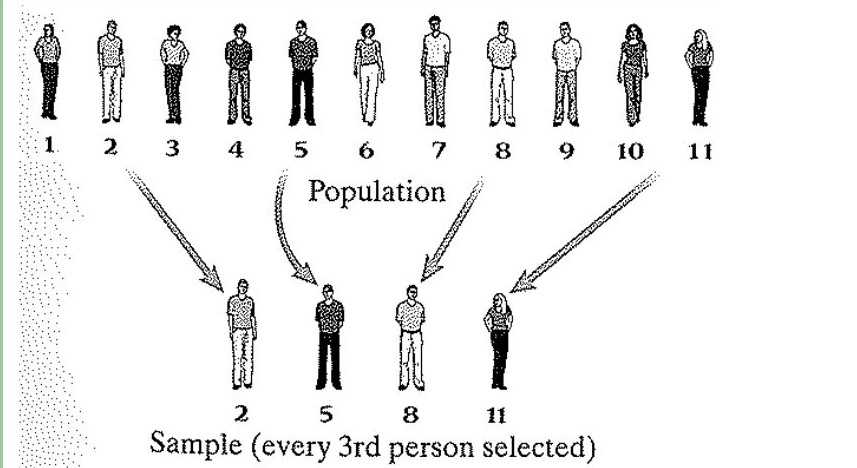 1 2 3 4 5 6 7 8 9 10 11
Population
2 5 8 11
Sample (every 3rd person selected)